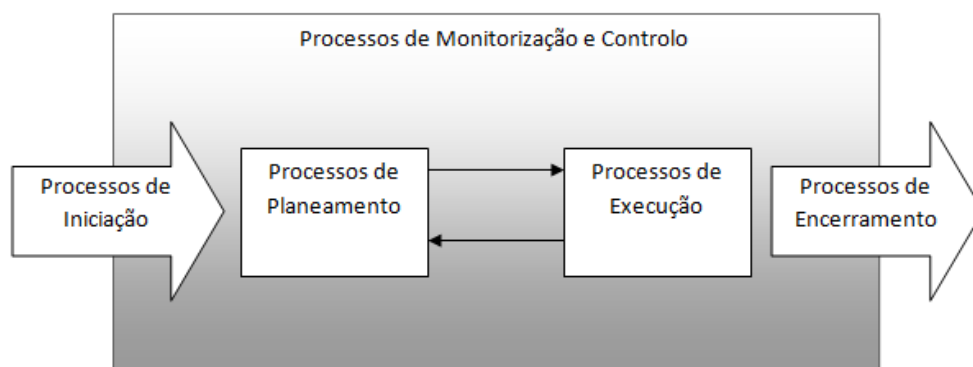 Processos de Monitorização e Controlo
Processos de
Iniciação
Processos de
Planeamento
Processos de
Execução
Processos de
Encerramento